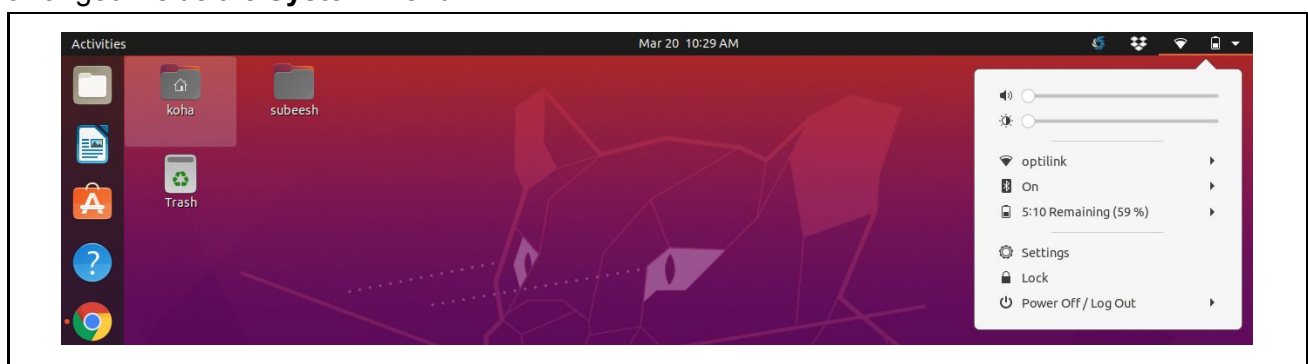 Activities
Mar 20 10:29 AM
koha
subeesh
Trash
optilink
On
5:10 Remaining (59 %)
Settings
Lock
Power Off / Log Out